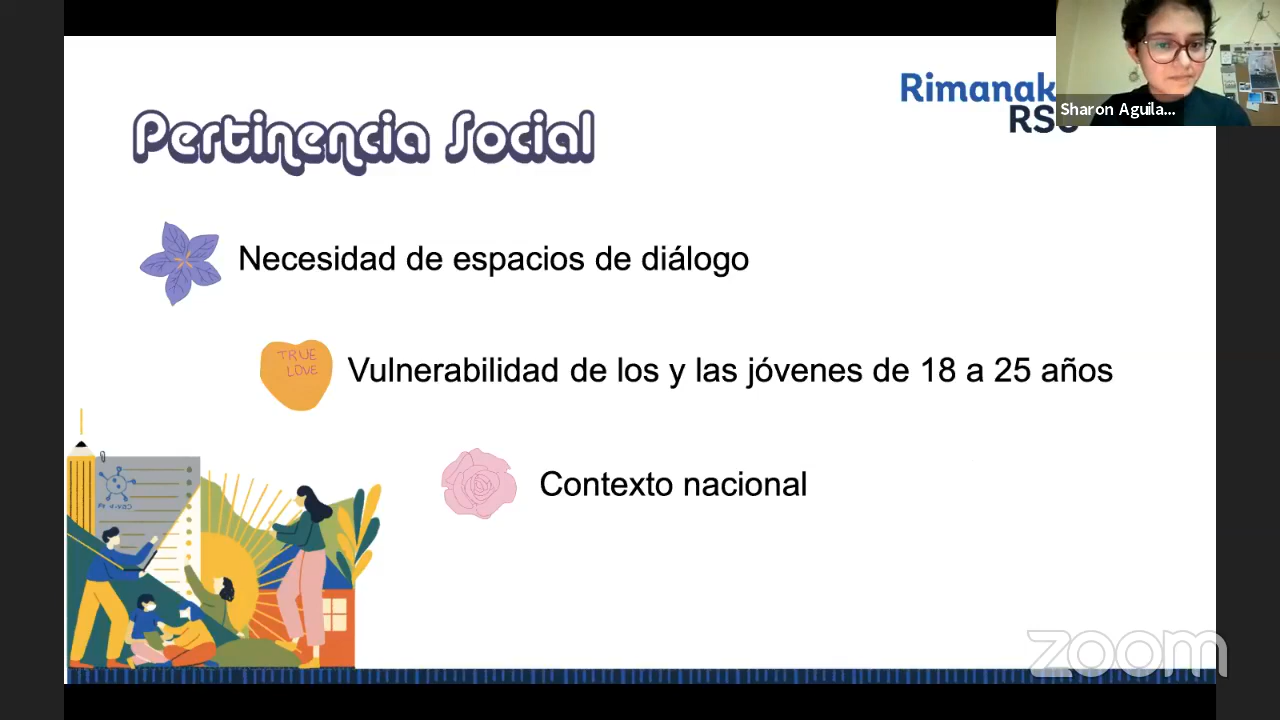 Pertinencia Social
Rimanak
RSU
Sharon Aguila...
Necesidad de espacios de diálogo
TRUE
LOVE
Vulnerabilidad de los y las jóvenes de 18 a 25 años
Contexto nacional
zoom